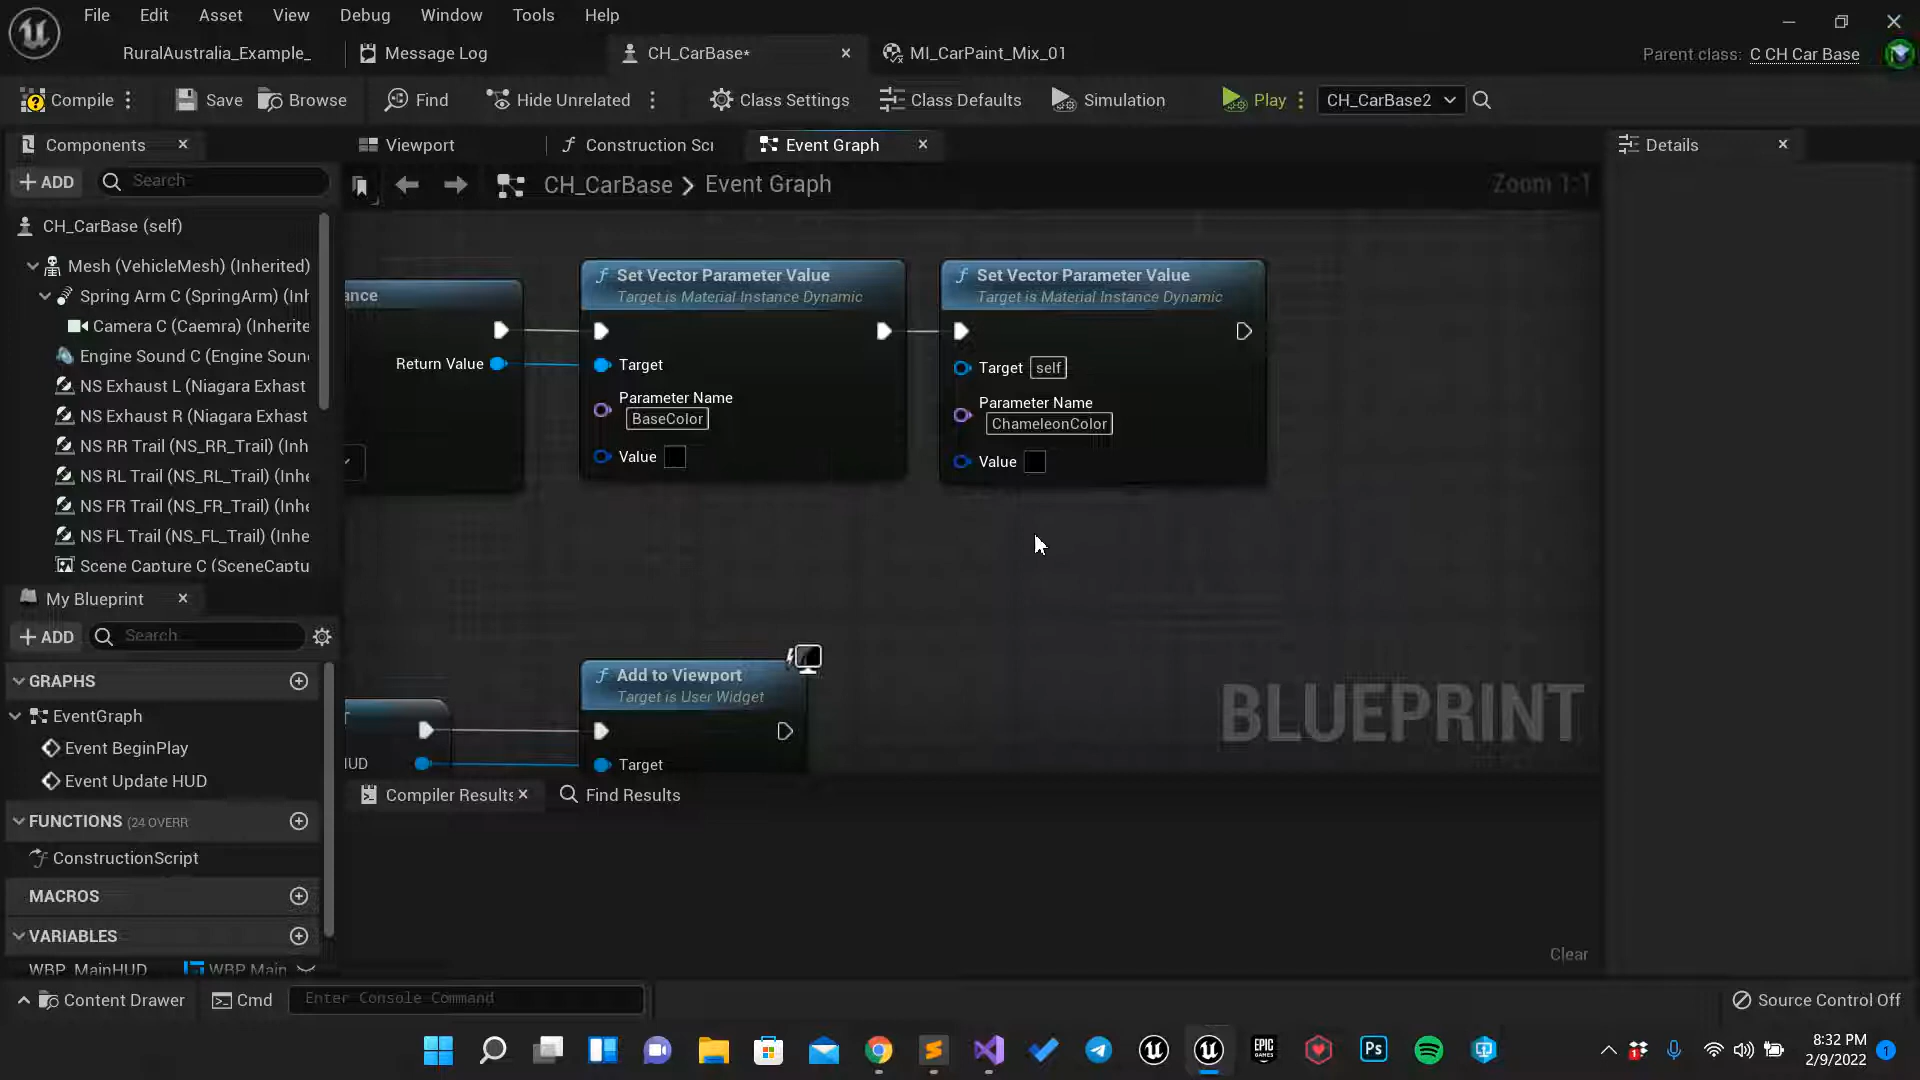 File Edit Asset View Debug Window Tools Help
RuralAustralia_Example_ Message Log CH_CarBase* MI_CarPaint_Mix_01 Parent class: C CH Car Base
Compile Save Browse Find Hide Unrelated Class Settings Class Defaults Simulation Play CH_CarBase2
Components Viewport Construction Scr Event Graph Details
ADD Search CH_CarBase Event Graph Zoom 1:1
CH_CarBase (self)
Mesh (VehicleMesh) (Inherited)
Spring Arm C (SpringArm) (Inh
Camera C (Caemra) (Inherite
Engine Sound C (Engine Soun
NS Exhaust L (Niagara Exhast
NS Exhaust R (Niagara Exhast
NS RR Trail (NS_RR_Trail) (Inh
NS RL Trail (NS_RL_Trail) (Inhe
NS FR Trail (NS_FR_Trail) (Inhe
NS FL Trail (NS_FL_Trail) (Inhe
Scene Capture C (SceneCaptu
ance
Return Value
Set Vector Parameter Value
Target is Material Instance Dynamic
Target
Parameter Name
BaseColor
Value
Set Vector Parameter Value
Target is Material Instance Dynamic
Target self
Parameter Name
ChameleonColor
Value
Add to Viewport
Target is User Widget
Target
HUD
BLUEPRINT
My Blueprint
ADD Search
GRAPHS
EventGraph
Event BeginPlay
Event Update HUD
FUNCTIONS (24 OVERR
ConstructionScript
MACROS
VARIABLES
WBP_MainHUD WBP Main
Compiler Results Find Results
Clear
Content Drawer Cmd Enter Console Command Source Control Off
EPIC
GAMES
Ps
1
8:32 PM
2/9/2022
1